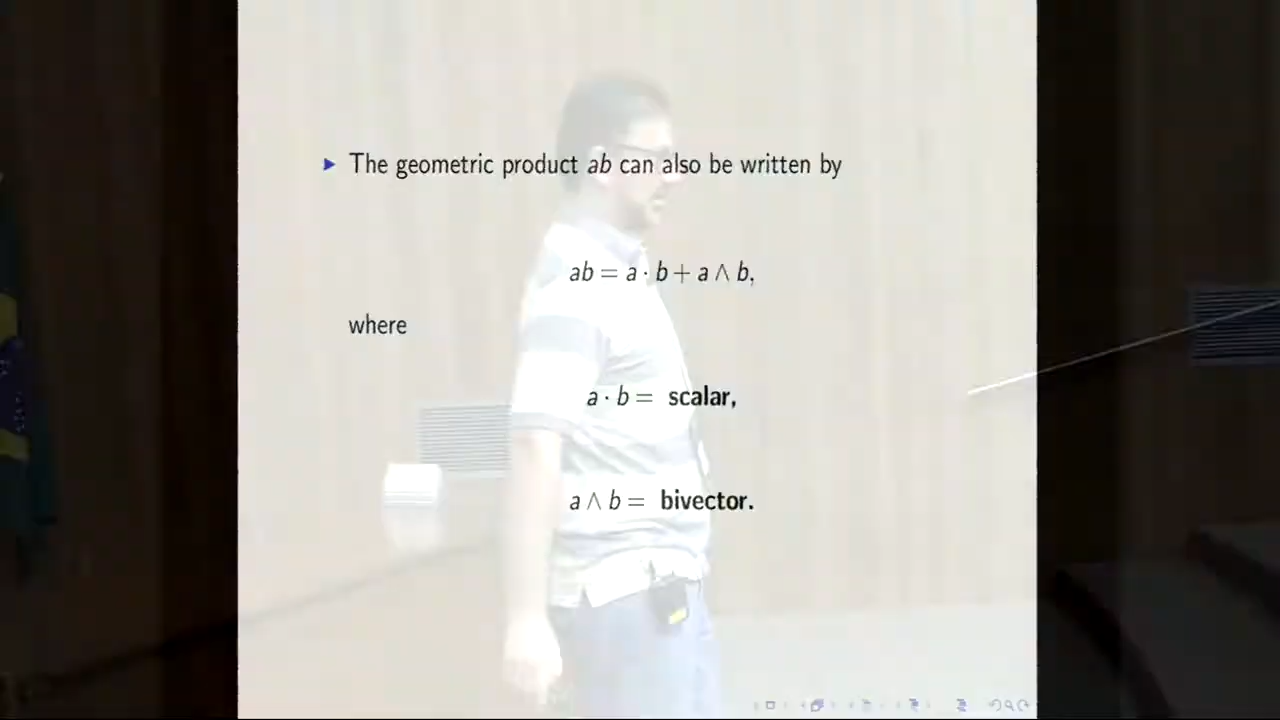 ▶ The geometric product ab can also be written by
ab = a · b + a ∧ b,
where
a · b = scalar,
a ∧ b = bivector.